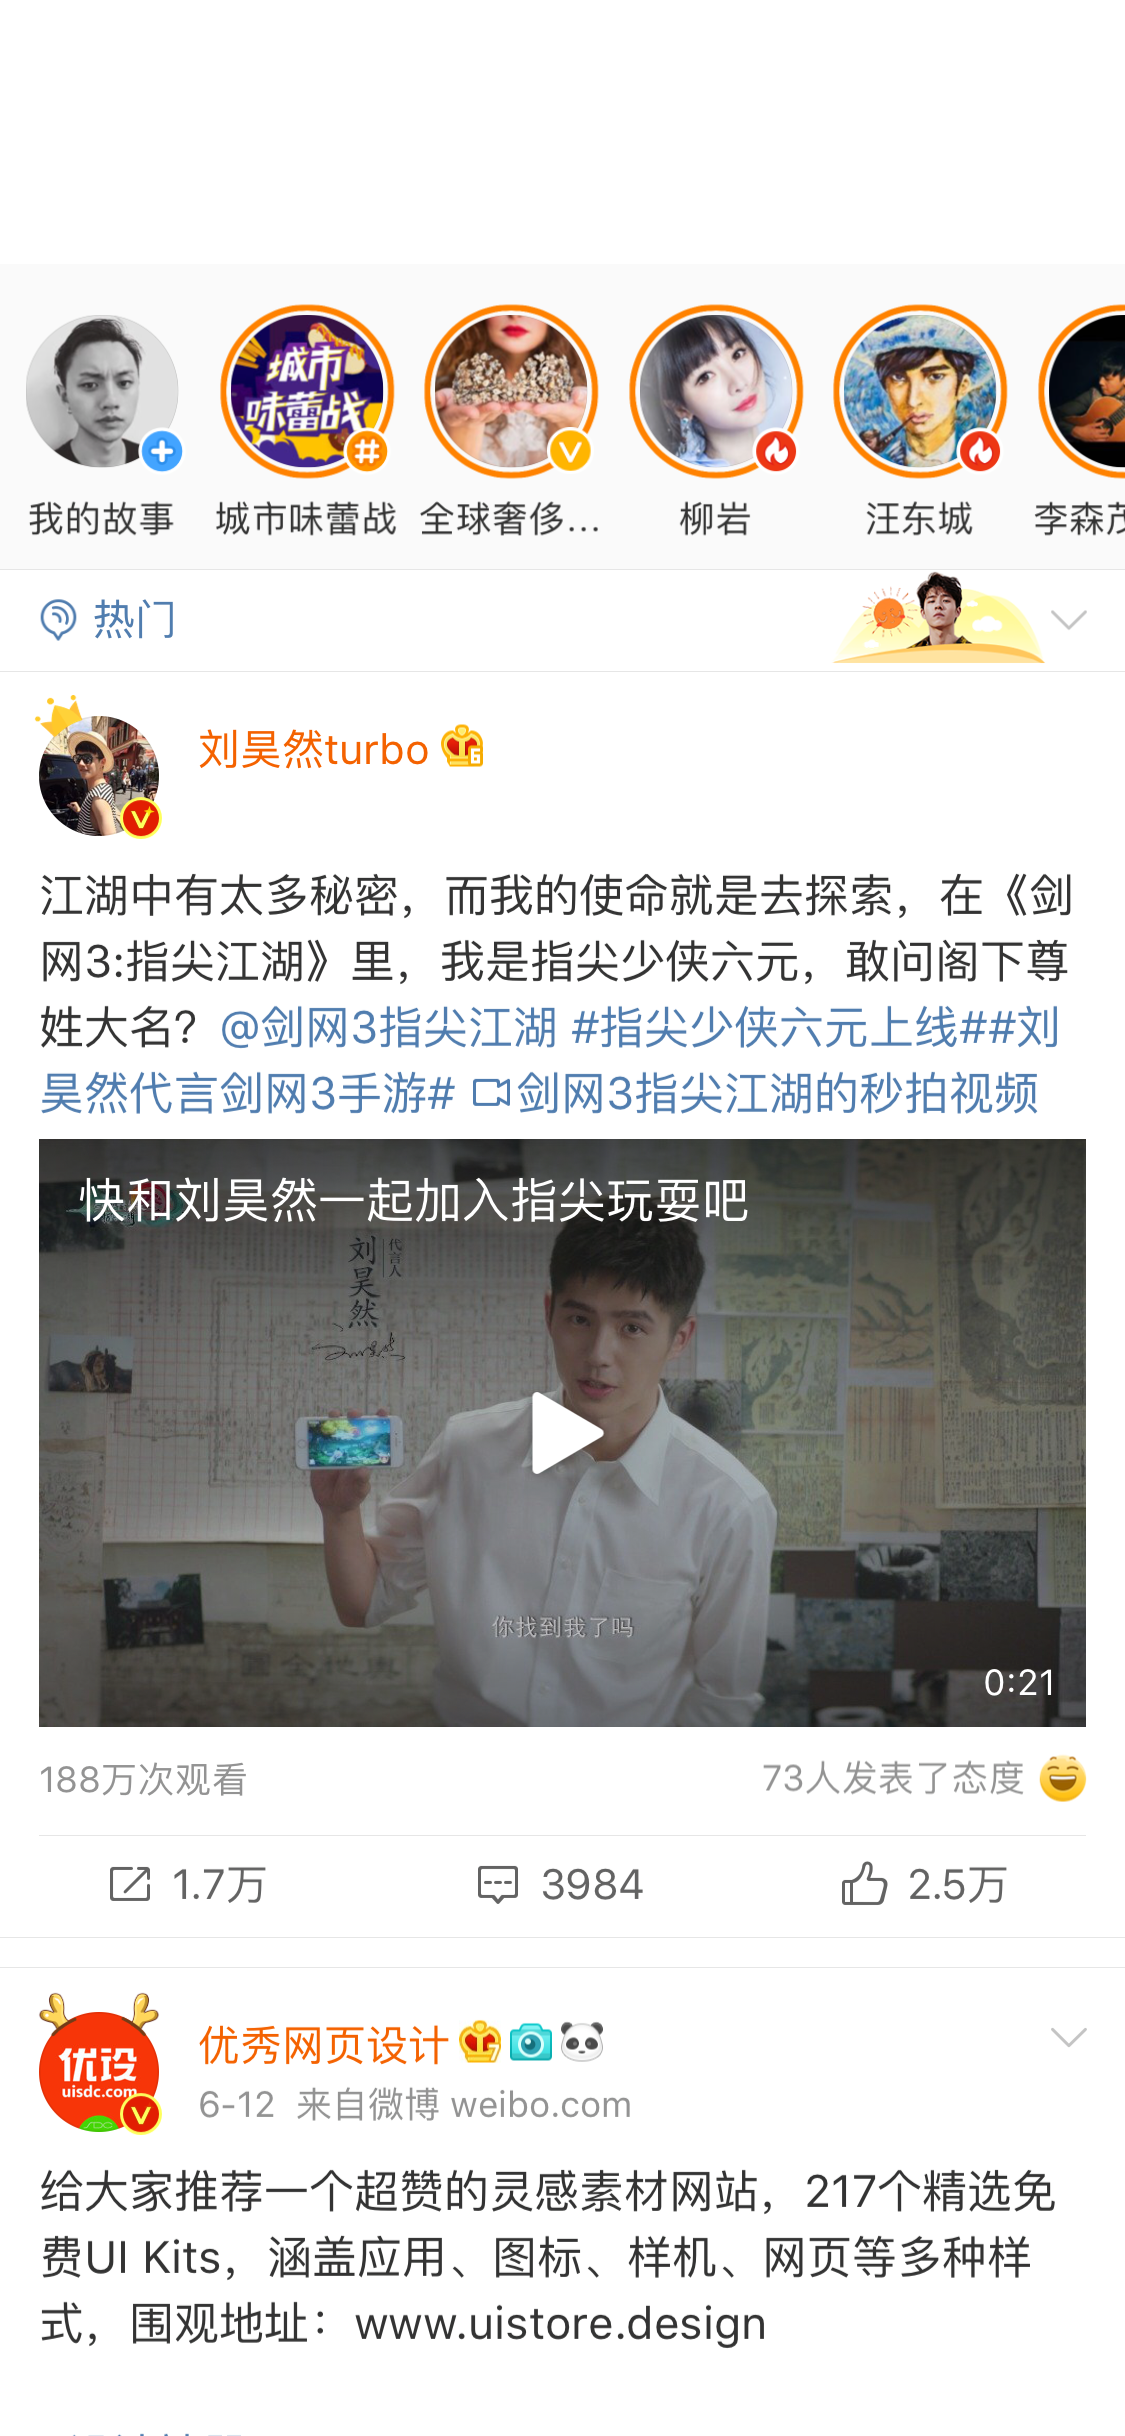 城市
味蕾战
我的故事
城市味蕾战
全球奢侈...
柳岩
汪东城
李森茂
热门
刘昊然turbo
江湖中有太多秘密，而我的使命就是去探索，在《剑
网3:指尖江湖》里，我是指尖少侠六元，敢问阁下尊
姓大名？@剑网3指尖江湖 #指尖少侠六元上线##刘
昊然代言剑网3手游# 剑网3指尖江湖的秒拍视频
快和刘昊然一起加入指尖玩耍吧
代言人
刘昊然
你找到我了吗
0:21
188万次观看
73人发表了态度
1.7万
3984
2.5万
优设
uisdc.com
优秀网页设计
6-12 来自微博 weibo.com
给大家推荐一个超赞的灵感素材网站，217个精选免
费UI Kits，涵盖应用、图标、样机、网页等多种样
式，围观地址：www.uistore.design